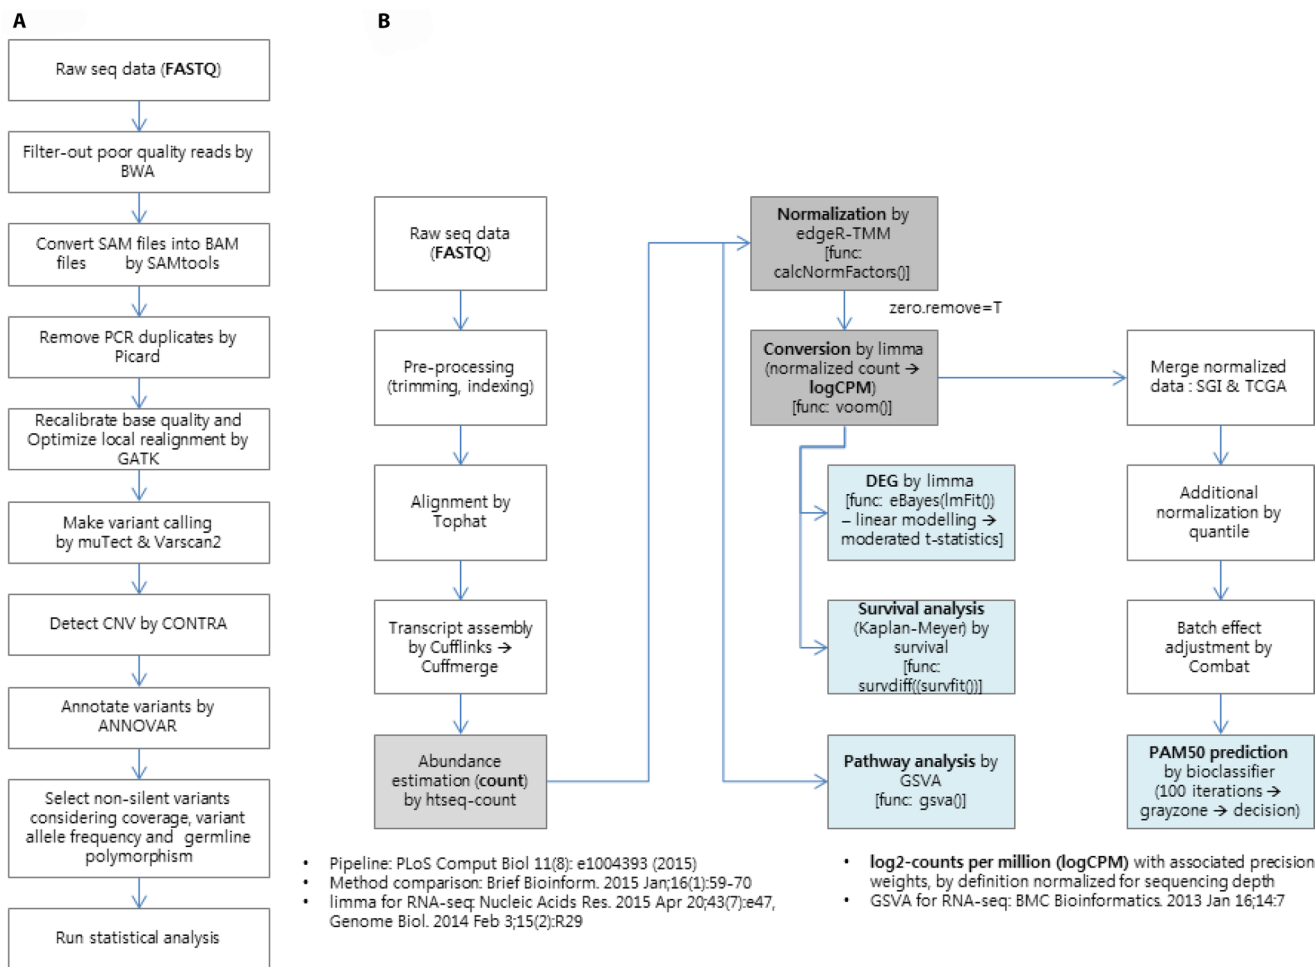 A
Raw seq data (FASTQ)
Filter-out poor quality reads by
BWA
Convert SAM files into BAM
files by SAMtools
Remove PCR duplicates by
Picard
Recalibrate base quality and
Optimize local realignment by
GATK
Make variant calling
by muTect & Varscan2
Detect CNV by CONTRA
Annotate variants by
ANNOVAR
Select non-silent variants
considering coverage, variant
allele frequency and germline
polymorphism
Run statistical analysis
B
Raw seq data
(FASTQ)
Pre-processing
(trimming, indexing)
Alignment by
Tophat
Transcript assembly
by Cufflinks →
Cuffmerge
Abundance
estimation (count)
by htseq-count
Normalization by
edgeR-TMM
[func:
calcNormFactors()]
zero.remove=T
Conversion by limma
(normalized count →
logCPM)
[func: voom()]
DEG by limma
[func: eBayes(lmFit())
– linear modelling →
moderated t-statistics]
Survival analysis
(Kaplan-Meyer) by
survival
[func:
survdiff((survfit())]
Pathway analysis by
GSVA
[func: gsva()]
Merge normalized
data : SGI & TCGA
Additional
normalization by
quantile
Batch effect
adjustment by
Combat
PAM50 prediction
by bioclassifier
(100 iterations →
grayzone → decision)
• Pipeline: PLoS Comput Biol 11(8): e1004393 (2015)
• Method comparison: Brief Bioinform. 2015 Jan;16(1):59-70
• limma for RNA-seq: Nucleic Acids Res. 2015 Apr 20;43(7):e47,
Genome Biol. 2014 Feb 3;15(2):R29
• log2-counts per million (logCPM) with associated precision
weights, by definition normalized for sequencing depth
• GSVA for RNA-seq: BMC Bioinformatics. 2013 Jan 16;14:7